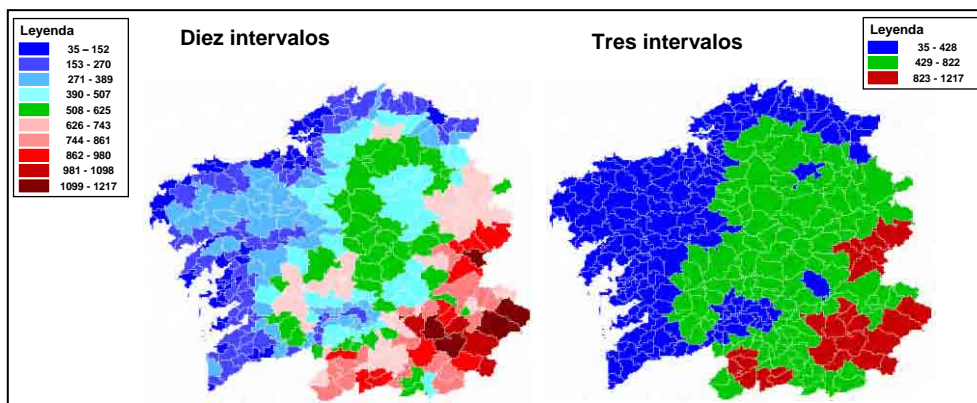 Leyenda
35 – 152
153 - 270
271 - 389
390 - 507
508 - 625
626 - 743
744 - 861
862 - 980
981 - 1098
1099 - 1217
Diez intervalos
Tres intervalos
Leyenda
35 - 428
429 - 822
823 - 1217